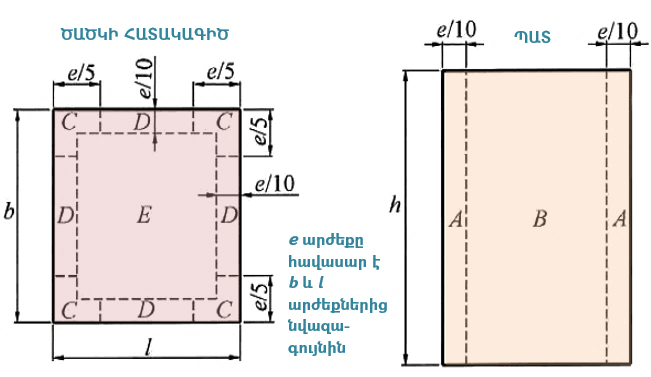 ԾԱԾԿԻ ՀԱՏԱԿԱԳԻԾ
e/5
e/10
e/5
C D C
e/5
b
D E D
e/10
e/5
C D C
l
e արժեքը
հավասար է
b և l
արժեքներից
նվազա-
գույնին
ՊԱՏ
e/10
e/10
h
A B A